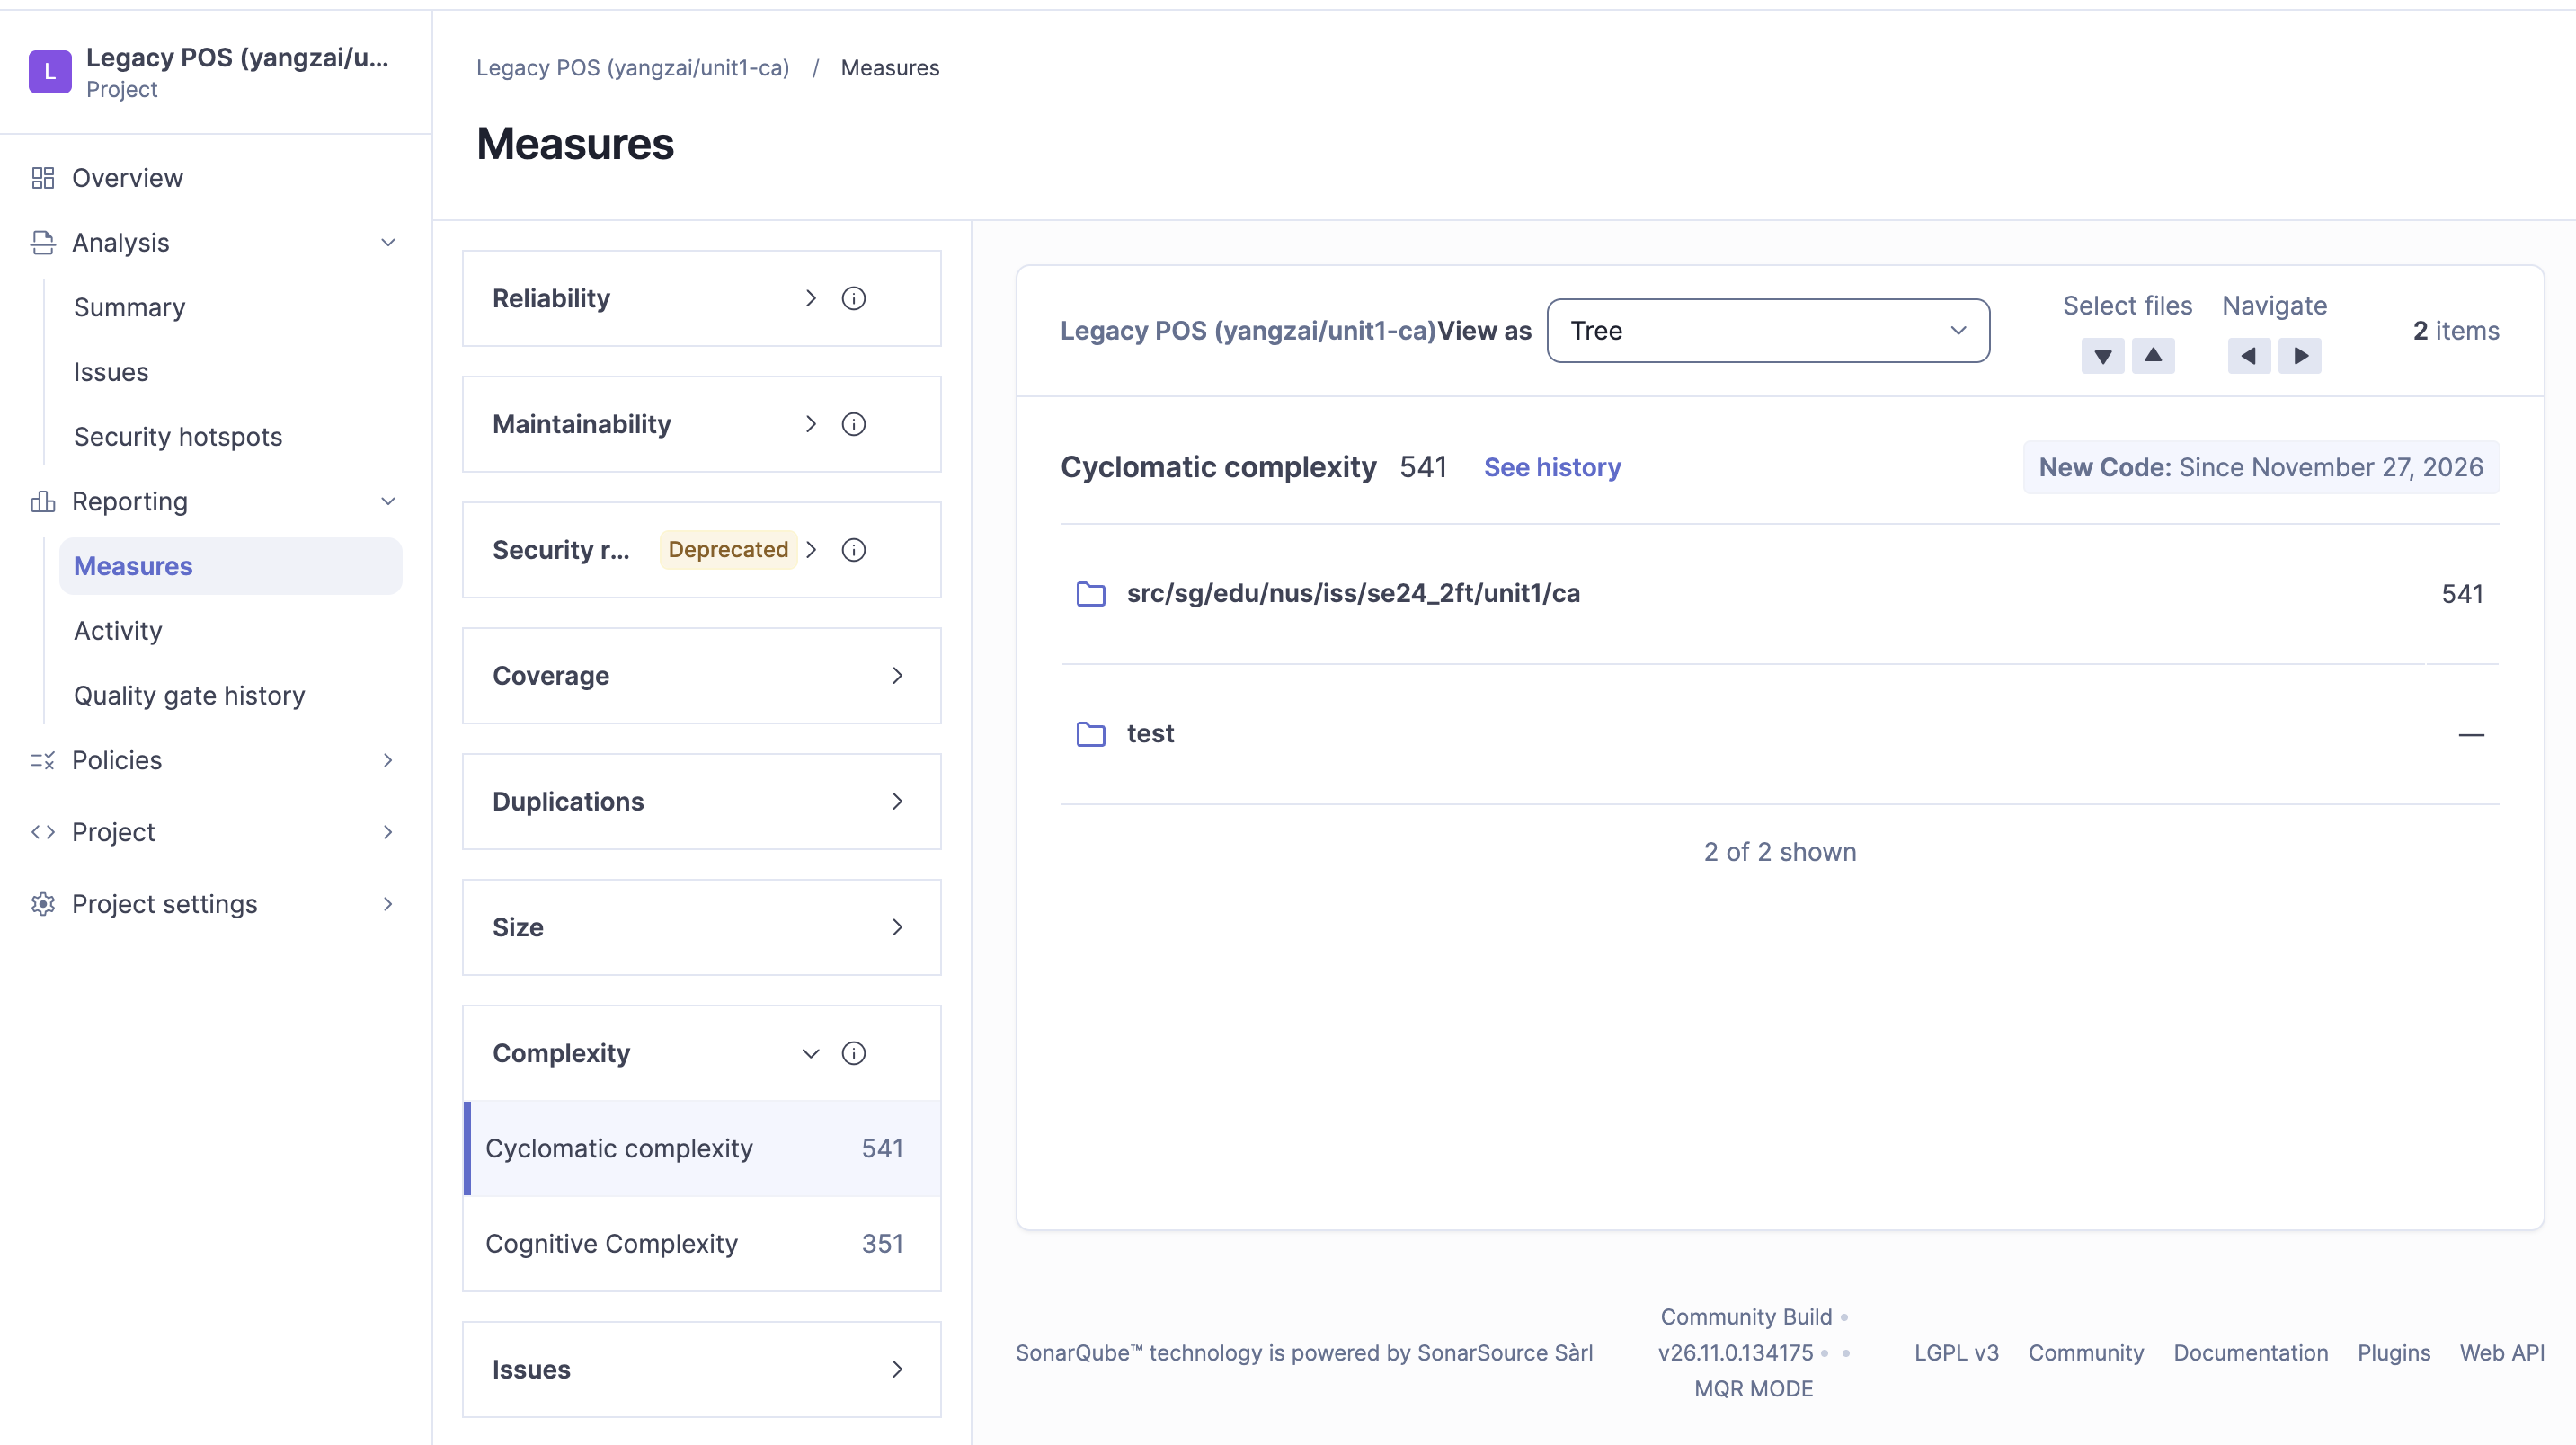 L
Legacy POS (yangzai/u...
Project
Overview
Analysis
Summary
Issues
Security hotspots
Reporting
Measures
Activity
Quality gate history
Policies
Project
Project settings
Legacy POS (yangzai/unit1-ca) / Measures
Measures
Reliability
Maintainability
Security r... Deprecated
Coverage
Duplications
Size
Complexity
Cyclomatic complexity 541
Cognitive Complexity 351
Issues
Legacy POS (yangzai/unit1-ca)View as Tree
Select files Navigate
2 items
Cyclomatic complexity 541 See history New Code: Since November 27, 2026
src/sg/edu/nus/iss/se24_2ft/unit1/ca 541
test —
2 of 2 shown
SonarQube™ technology is powered by SonarSource Sàrl
Community Build •
v26.11.0.134175 • •
MQR MODE
LGPL v3 Community Documentation Plugins Web API